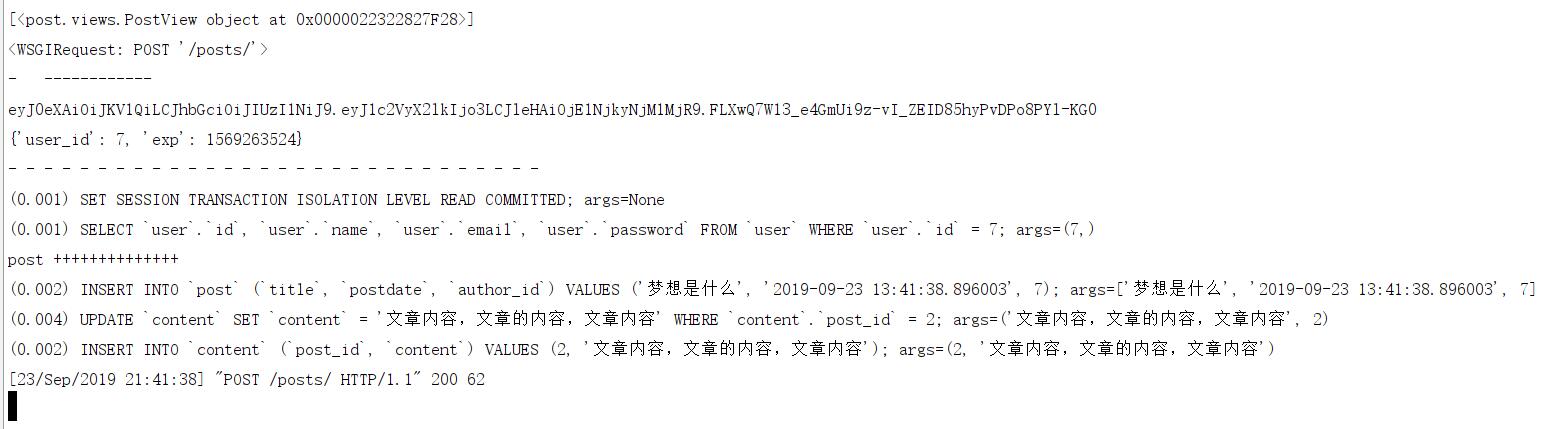 [<post.views.PostView object at 0x0000022322827F28>]
<WSGIRequest: POST '/posts/'>
-   ------------
eyJ0eXAiOiJKV1QiLCJhbGciOiJIUzI1NiJ9.eyJ1c2VyX2lkIjo3LCJleHAiOjE1NjkyNjM1MjR9.FLXwQ7W13_e4GmUi9z-vI_ZEID85hyPvDPo8PYl-KG0
{'user_id': 7, 'exp': 1569263524}
- - - - - - - - - - - - - - - - - - - - - - - - - - - - - -
(0.001) SET SESSION TRANSACTION ISOLATION LEVEL READ COMMITTED; args=None
(0.001) SELECT `user`.`id`, `user`.`name`, `user`.`email`, `user`.`password` FROM `user` WHERE `user`.`id` = 7; args=(7,)
post ++++++++++++++
(0.002) INSERT INTO `post` (`title`, `postdate`, `author_id`) VALUES ('梦想是什么', '2019-09-23 13:41:38.896003', 7); args=['梦想是什么', '2019-09-23 13:41:38.896003', 7]
(0.004) UPDATE `content` SET `content` = '文章内容，文章的内容，文章内容' WHERE `content`.`post_id` = 2; args=('文章内容，文章的内容，文章内容', 2)
(0.002) INSERT INTO `content` (`post_id`, `content`) VALUES (2, '文章内容，文章的内容，文章内容'); args=(2, '文章内容，文章的内容，文章内容')
[23/Sep/2019 21:41:38] "POST /posts/ HTTP/1.1" 200 62